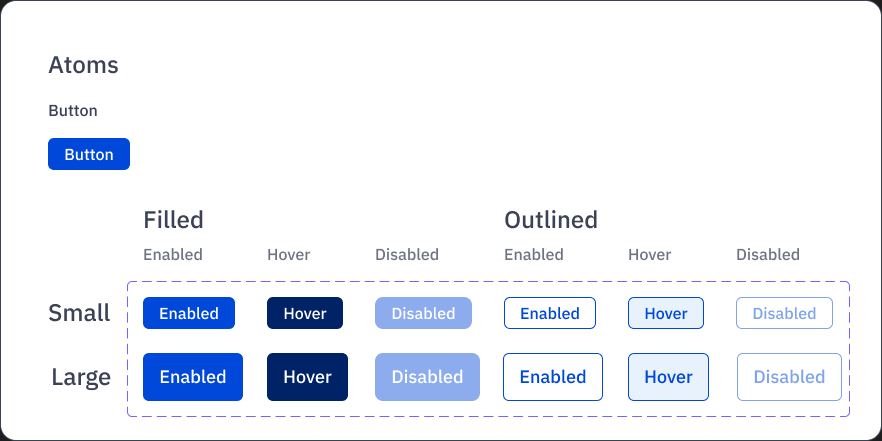 Atoms
Button
Button
Filled Outlined
Enabled Hover Disabled Enabled Hover Disabled
Small Enabled Hover Disabled Enabled Hover Disabled
Large Enabled Hover Disabled Enabled Hover Disabled